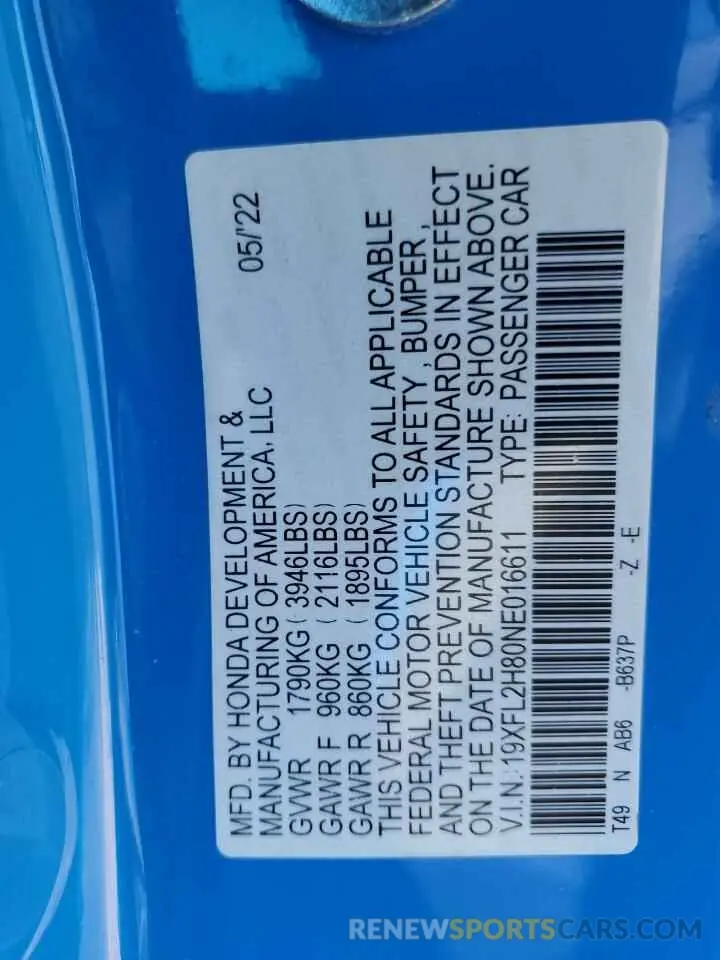 MFD. BY HONDA DEVELOPMENT &
MANUFACTURING OF AMERICA, LLC 05/'22
GVWR 1790KG ( 3946LBS)
GAWR F 960KG ( 2116LBS)
GAWR R 860KG ( 1895LBS)
THIS VEHICLE CONFORMS TO ALL APPLICABLE
FEDERAL MOTOR VEHICLE SAFETY , BUMPER ,
AND THEFT PREVENTION STANDARDS IN EFFECT
ON THE DATE OF MANUFACTURE SHOWN ABOVE.
V.I.N.: 19XFL2H80NE016611 TYPE: PASSENGER CAR
T49 N AB6 -B637P -Z -E
RENEWSPORTSCARS.COM